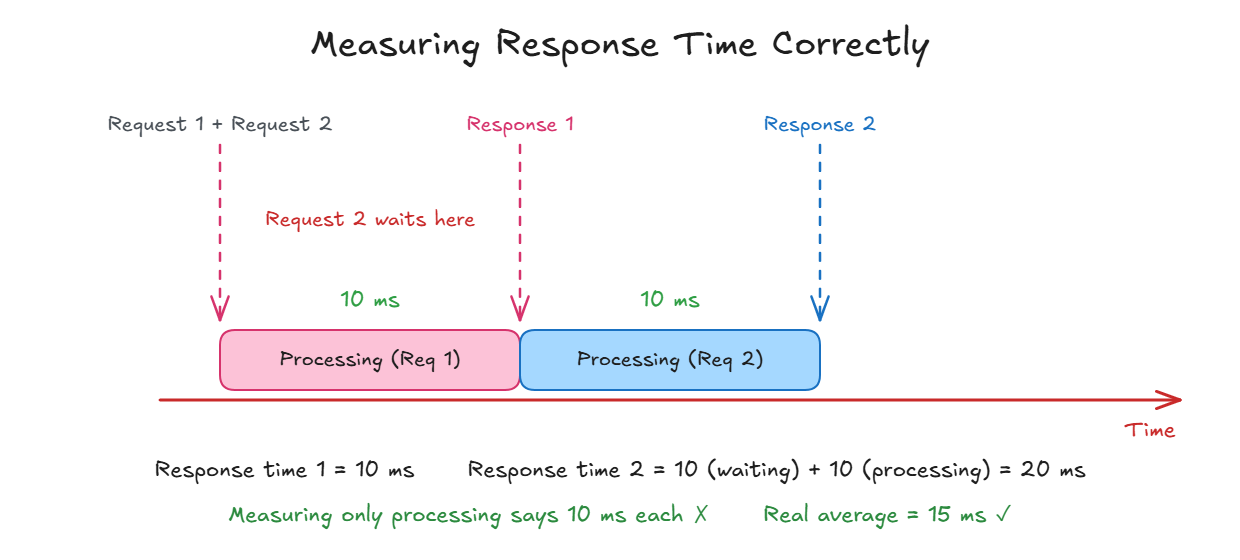 Measuring Response Time Correctly
Request 1 + Request 2
Response 1
Response 2
Request 2 waits here
10 ms
10 ms
Processing (Req 1)
Processing (Req 2)
Time
Response time 1 = 10 ms
Response time 2 = 10 (waiting) + 10 (processing) = 20 ms
Measuring only processing says 10 ms each ✗
Real average = 15 ms ✓